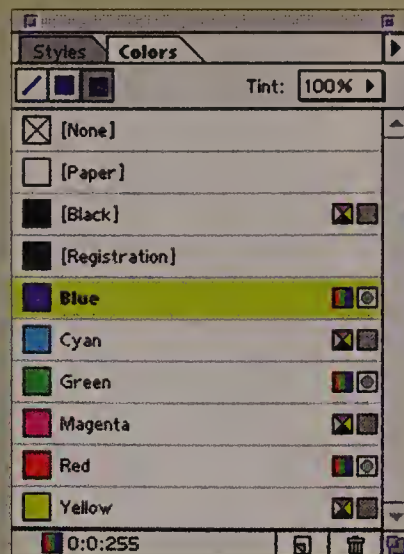 Styles Colors
Tint: 100%
[None]
[Paper]
[Black]
[Registration]
Blue
Cyan
Green
Magenta
Red
Yellow
0:0:255